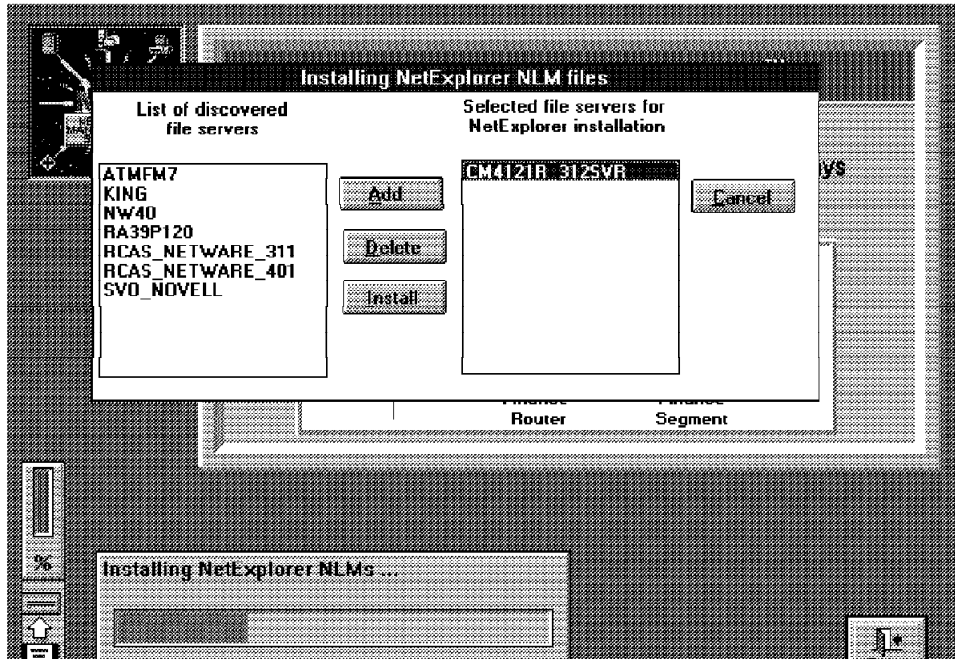 Installing NetExplorer NLM files
List of discovered
file servers
Selected file servers for
NetExplorer installation
ATMFM7
KING
NW40
RA39P120
RCAS_NETWARE_311
RCAS_NETWARE_401
SVO_NOVELL
Add
Delete
Install
CM4121R_312SVR
Cancel
Router
Segment
%
Installing NetExplorer NLMs ...